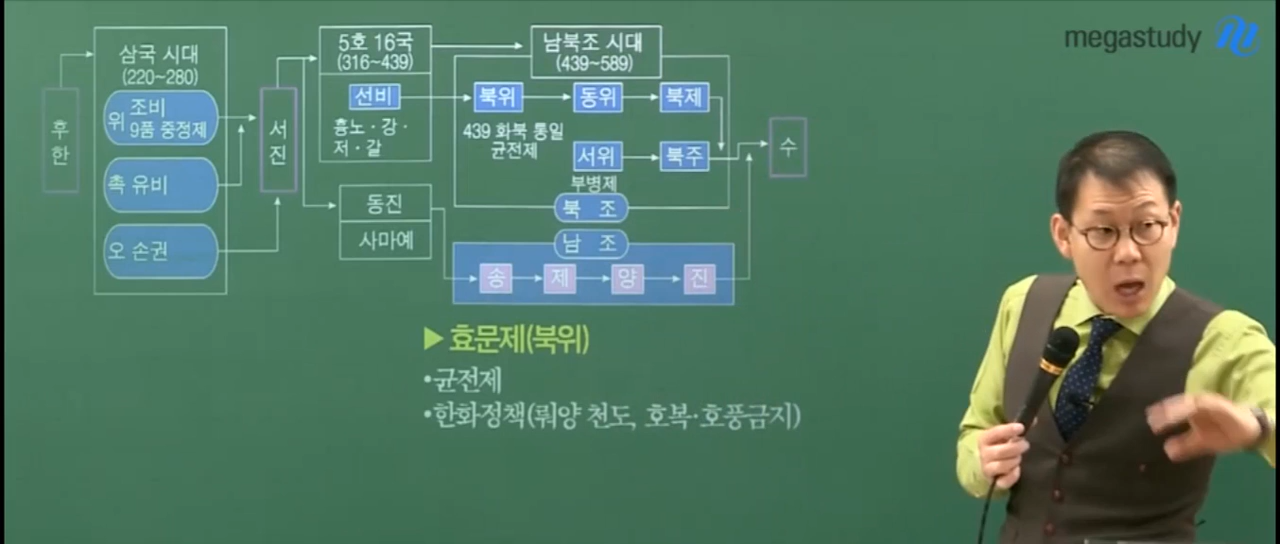 megastudy
삼국 시대
(220~280)
5호 16국
(316~439)
남북조 시대
(439~589)
후한
위 조비
9품 중정제
촉 유비
오 손권
서진
선비
흉노·강·
저·갈
북위
동위
북제
439 화북 통일
균전제
서위
북주
부병제
북 조
수
동진
사마예
남 조
송
제
양
진
▶ 효문제(북위)
•균전제
•한화정책(뤄양 천도, 호복·호풍금지)